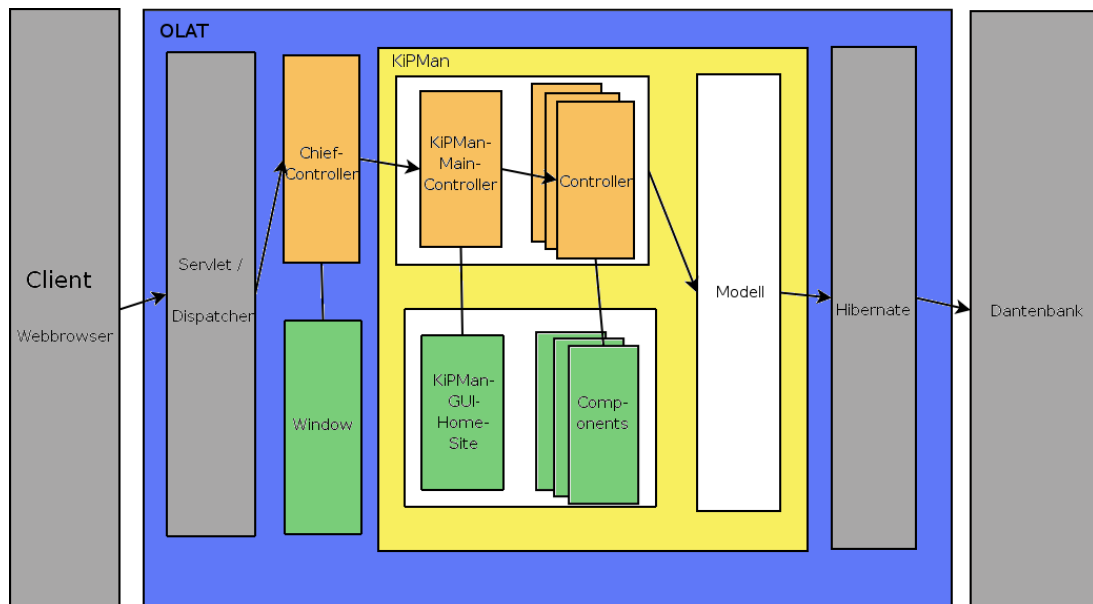 OLAT
KiPMan
Client
Webbrowser
Servlet /
Dispatcher
Chief-
Controller
Window
KiPMan-
Main-
Controller
Controller
KiPMan-
GUI-
Home-
Site
Comp-
onents
Modell
Hibernate
Dantenbank